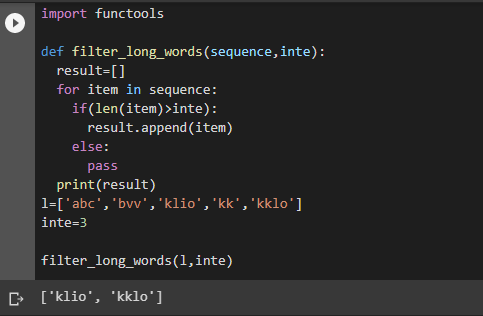 import functools

def filter_long_words(sequence,inte):
  result=[]
  for item in sequence:
    if(len(item)>inte):
      result.append(item)
    else:
      pass
  print(result)
l=['abc','bvv','klio','kk','kklo']
inte=3

filter_long_words(l,inte)
['klio', 'kklo']